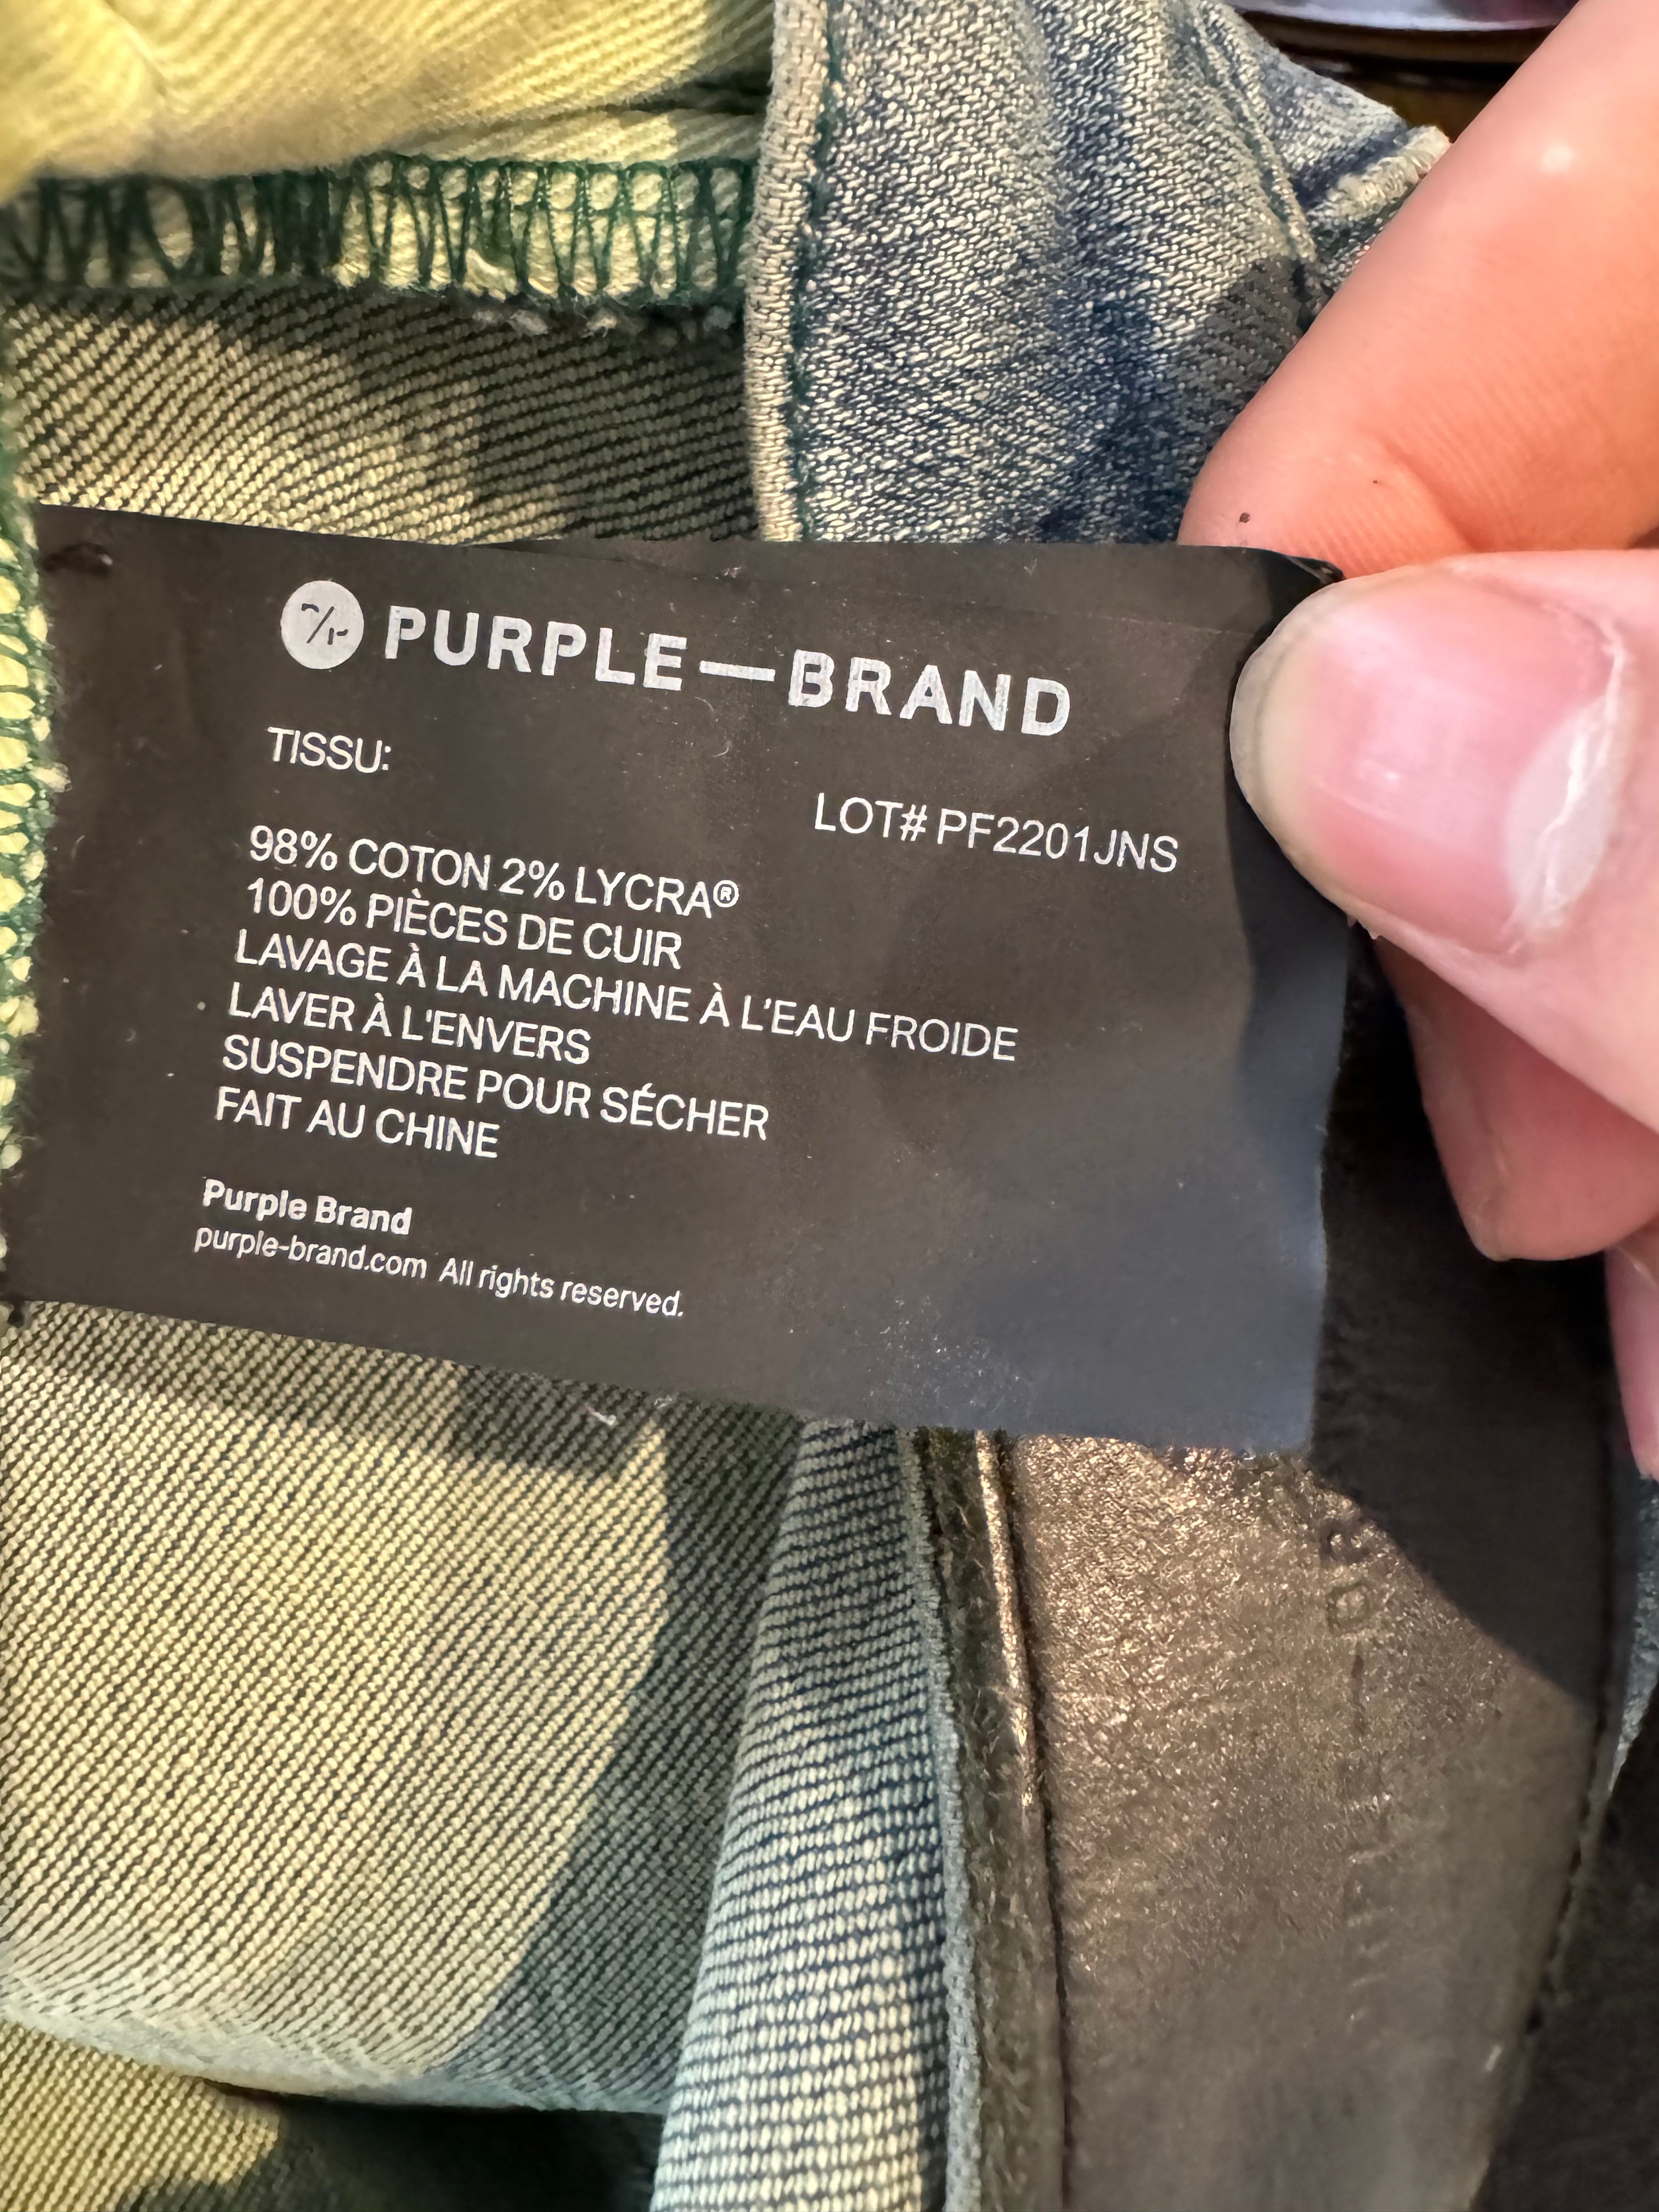 PURPLE—BRAND
TISSU:
LOT# PF2201JNS
98% COTON 2% LYCRA®
100% PIÈCES DE CUIR
LAVAGE À LA MACHINE À L'EAU FROIDE
LAVER À L'ENVERS
SUSPENDRE POUR SÉCHER
FAIT AU CHINE
Purple Brand
purple-brand.com All rights reserved.